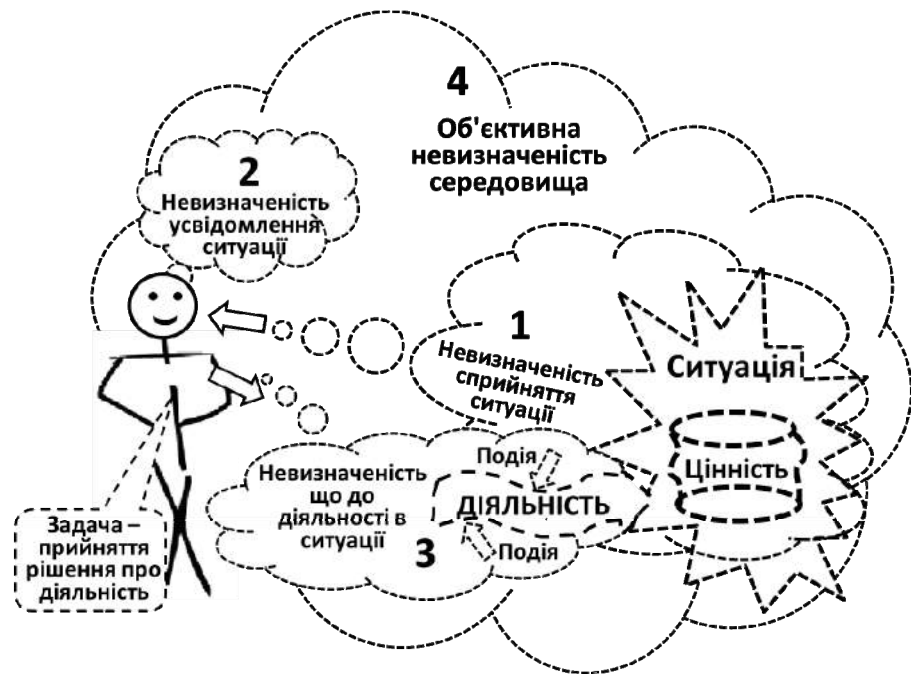 4
Об'єктивна
невизначеність
середовища
2
Невизначеність
усвідомлення
ситуації
1
Невизначеність
сприйняття
ситуації
Ситуація
Цінність
Невизначеність
що до
діяльності в
ситуації
3
Подія
ДІЯЛЬНІСТЬ
Подія
Задача –
прийняття
рішення про
діяльність